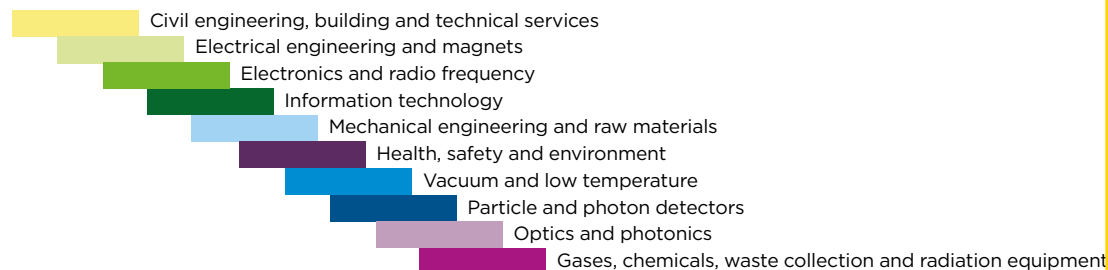 Civil engineering, building and technical services
Electrical engineering and magnets
Electronics and radio frequency
Information technology
Mechanical engineering and raw materials
Health, safety and environment
Vacuum and low temperature
Particle and photon detectors
Optics and photonics
Gases, chemicals, waste collection and radiation equipment